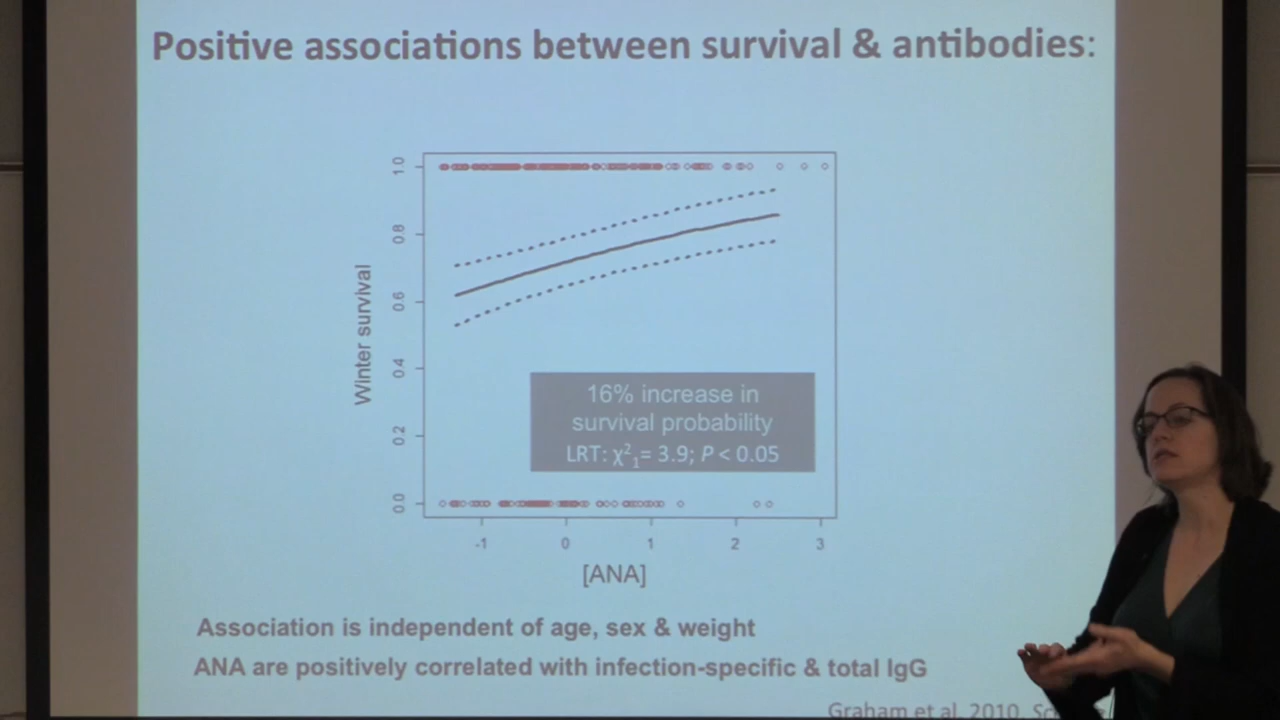 Positive associations between survival & antibodies:
1.0
0.8
0.6
0.4
0.2
0.0
Winter survival
16% increase in
survival probability
LRT: χ²₁= 3.9; P < 0.05
-1 0 1 2 3
[ANA]
Association is independent of age, sex & weight
ANA are positively correlated with infection-specific & total IgG
Graham et al. 2010,